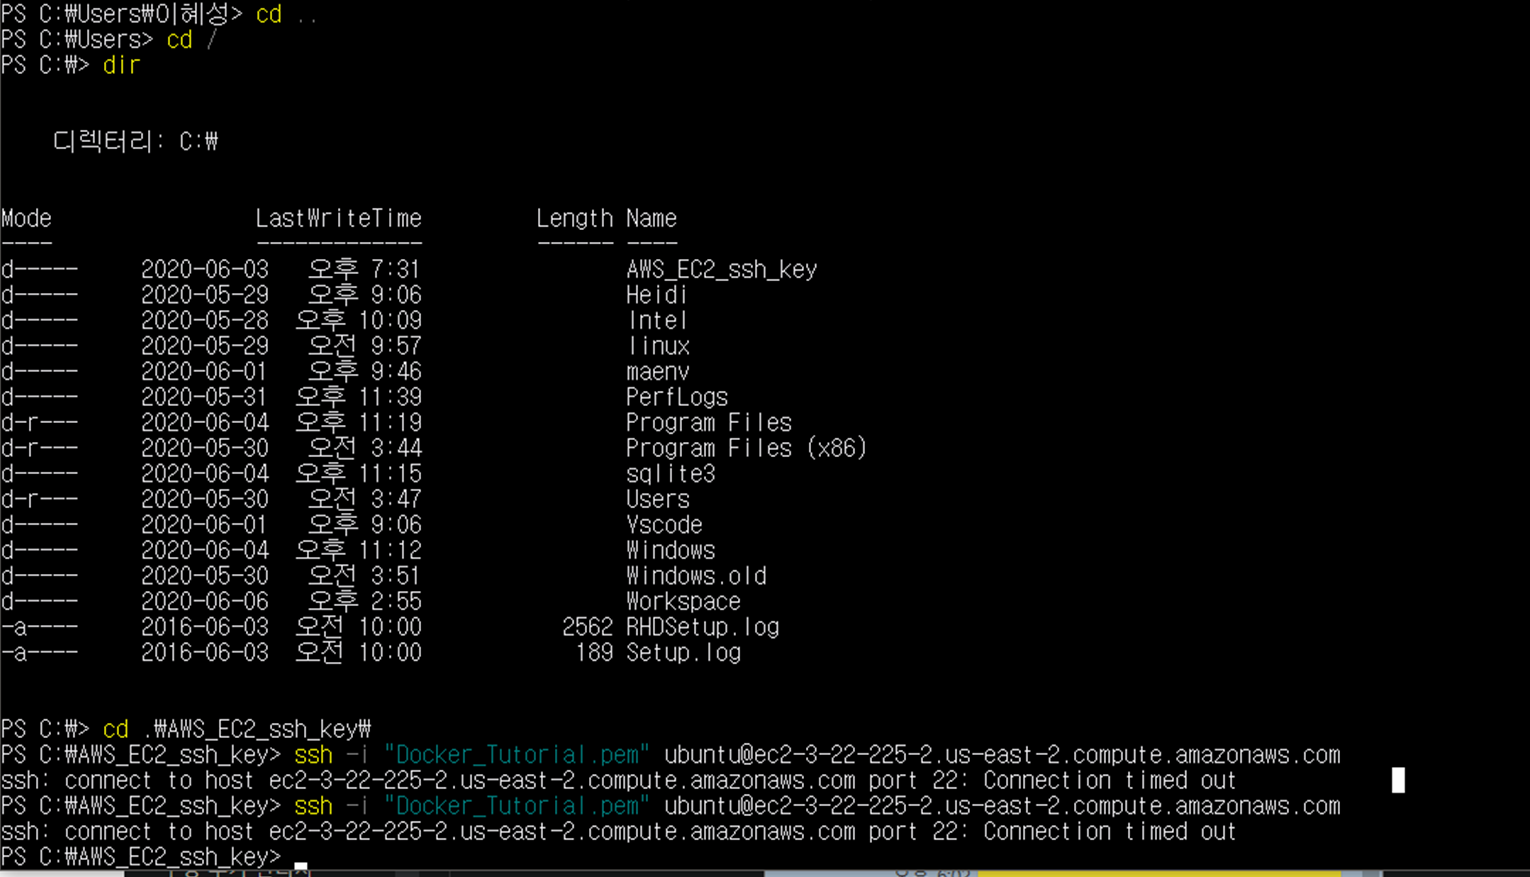 PS C:₩Users₩이혜성> cd ..
PS C:₩Users> cd /
PS C:₩> dir
디렉터리: C:₩
Mode LastWriteTime Length Name
---- ------------- ------ ----
d----- 2020-06-03 오후 7:31 AWS_EC2_ssh_key
d----- 2020-05-29 오후 9:06 Heidi
d----- 2020-05-28 오후 10:09 Intel
d----- 2020-05-29 오전 9:57 linux
d----- 2020-06-01 오후 9:46 maenv
d----- 2020-05-31 오후 11:39 PerfLogs
d-r--- 2020-06-04 오후 11:19 Program Files
d-r--- 2020-05-30 오전 3:44 Program Files (x86)
d----- 2020-06-04 오후 11:15 sqlite3
d-r--- 2020-05-30 오전 3:47 Users
d----- 2020-06-01 오후 9:06 Vscode
d----- 2020-06-04 오후 11:12 Windows
d----- 2020-05-30 오전 3:51 Windows.old
d----- 2020-06-06 오후 2:55 Workspace
-a---- 2016-06-03 오전 10:00 2562 RHDSetup.log
-a---- 2016-06-03 오전 10:00 189 Setup.log
PS C:₩> cd .₩AWS_EC2_ssh_key₩
PS C:₩AWS_EC2_ssh_key> ssh -i "Docker_Tutorial.pem" ubuntu@ec2-3-22-225-2.us-east-2.compute.amazonaws.com
ssh: connect to host ec2-3-22-225-2.us-east-2.compute.amazonaws.com port 22: Connection timed out
PS C:₩AWS_EC2_ssh_key> ssh -i "Docker_Tutorial.pem" ubuntu@ec2-3-22-225-2.us-east-2.compute.amazonaws.com
ssh: connect to host ec2-3-22-225-2.us-east-2.compute.amazonaws.com port 22: Connection timed out
PS C:₩AWS_EC2_ssh_key>